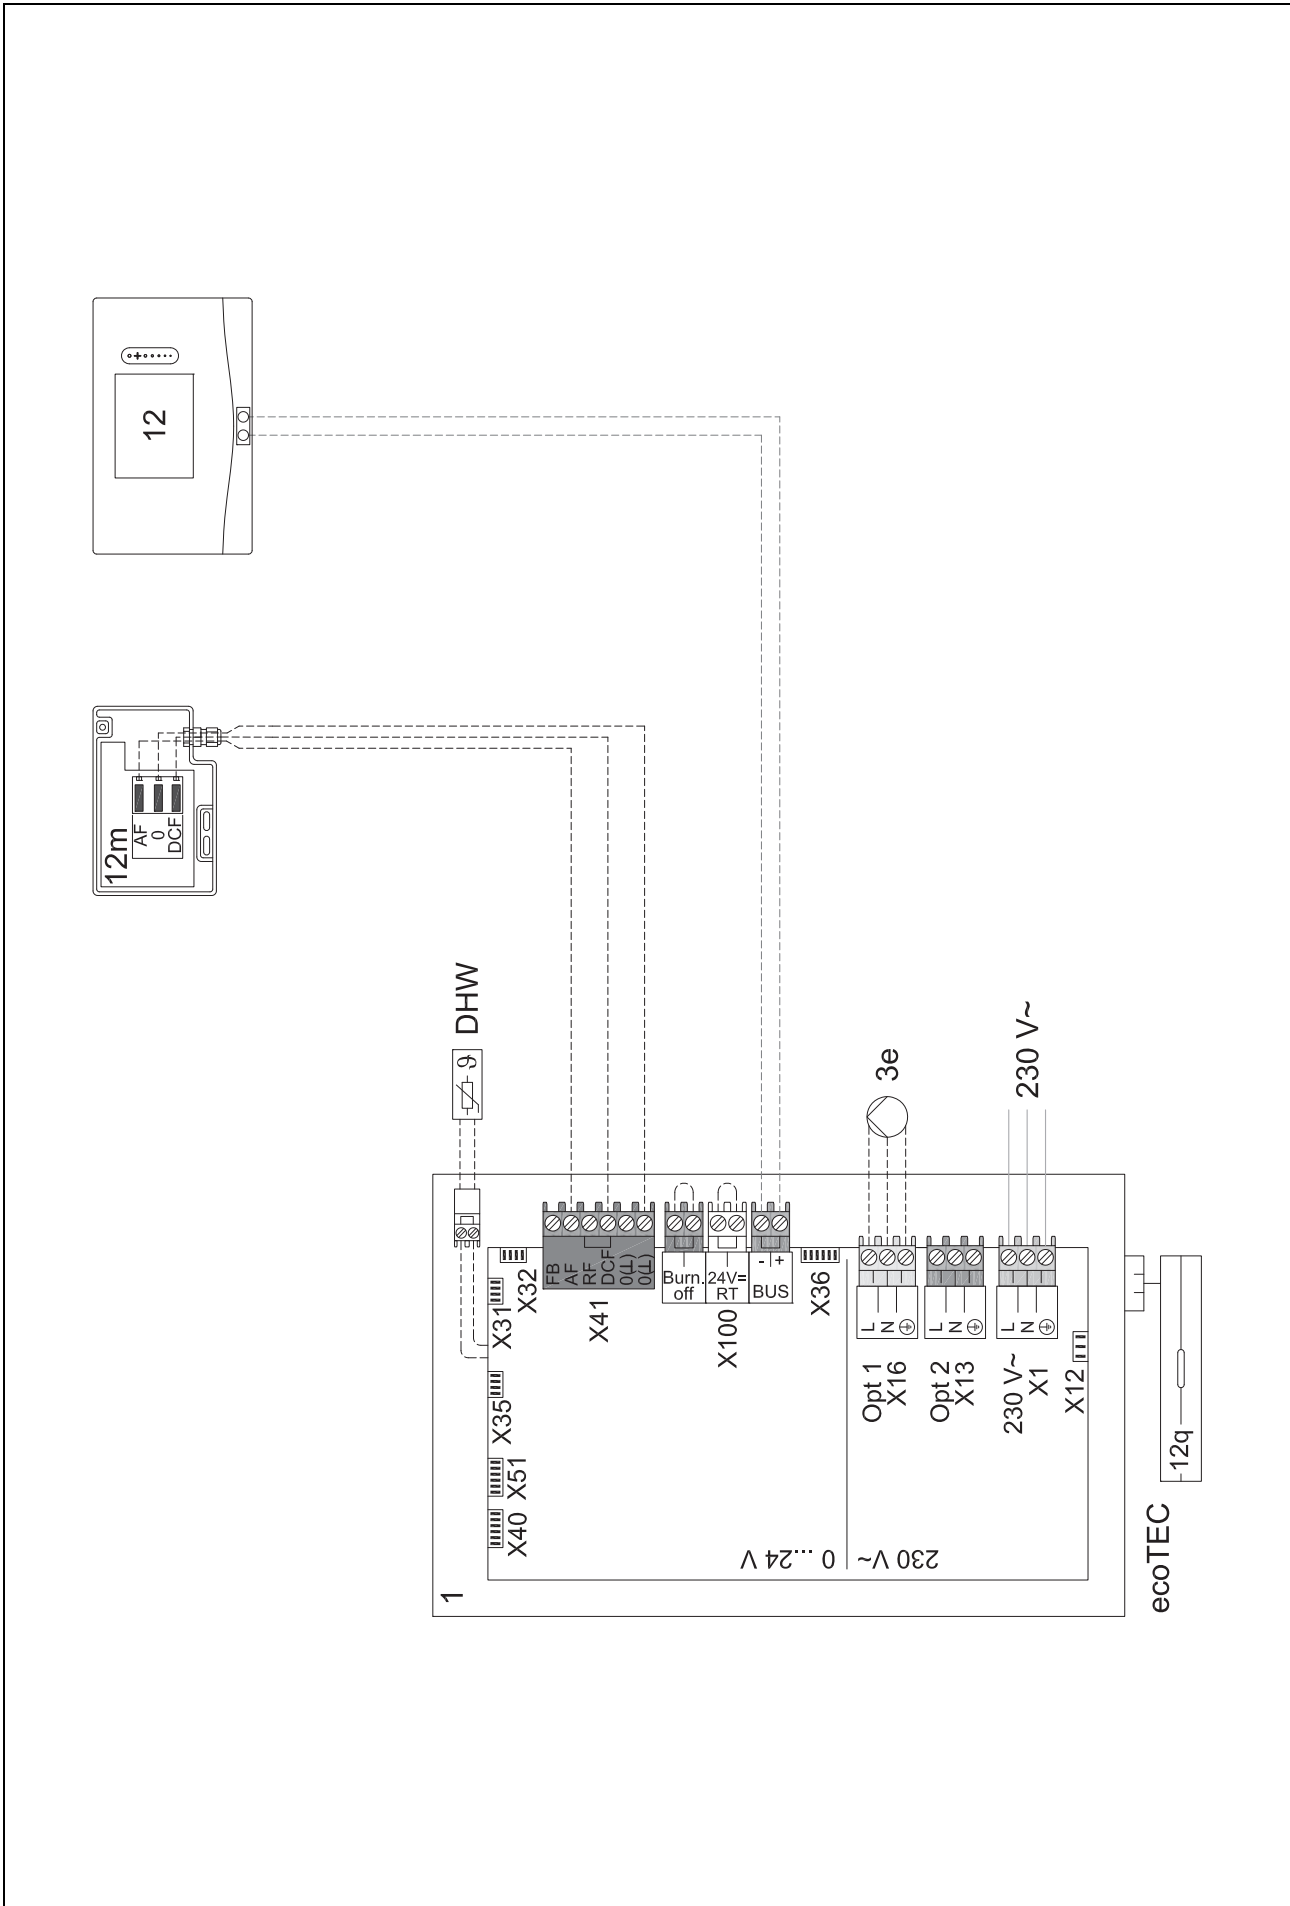 12
12m
AF
0
DCF
DHW
3e
230 V~
1
X40
X51
X35
X31
X32
FB
AF
RF
DCF
0(⊥)
0(⊥)
X41
Burn.
off
24V=
RT
X100
- +
BUS
X36
L
N
Opt 1
X16
L
N
Opt 2
X13
L
N
230 V~
X1
X12
0 ...24 V
230 V~
ecoTEC
12q